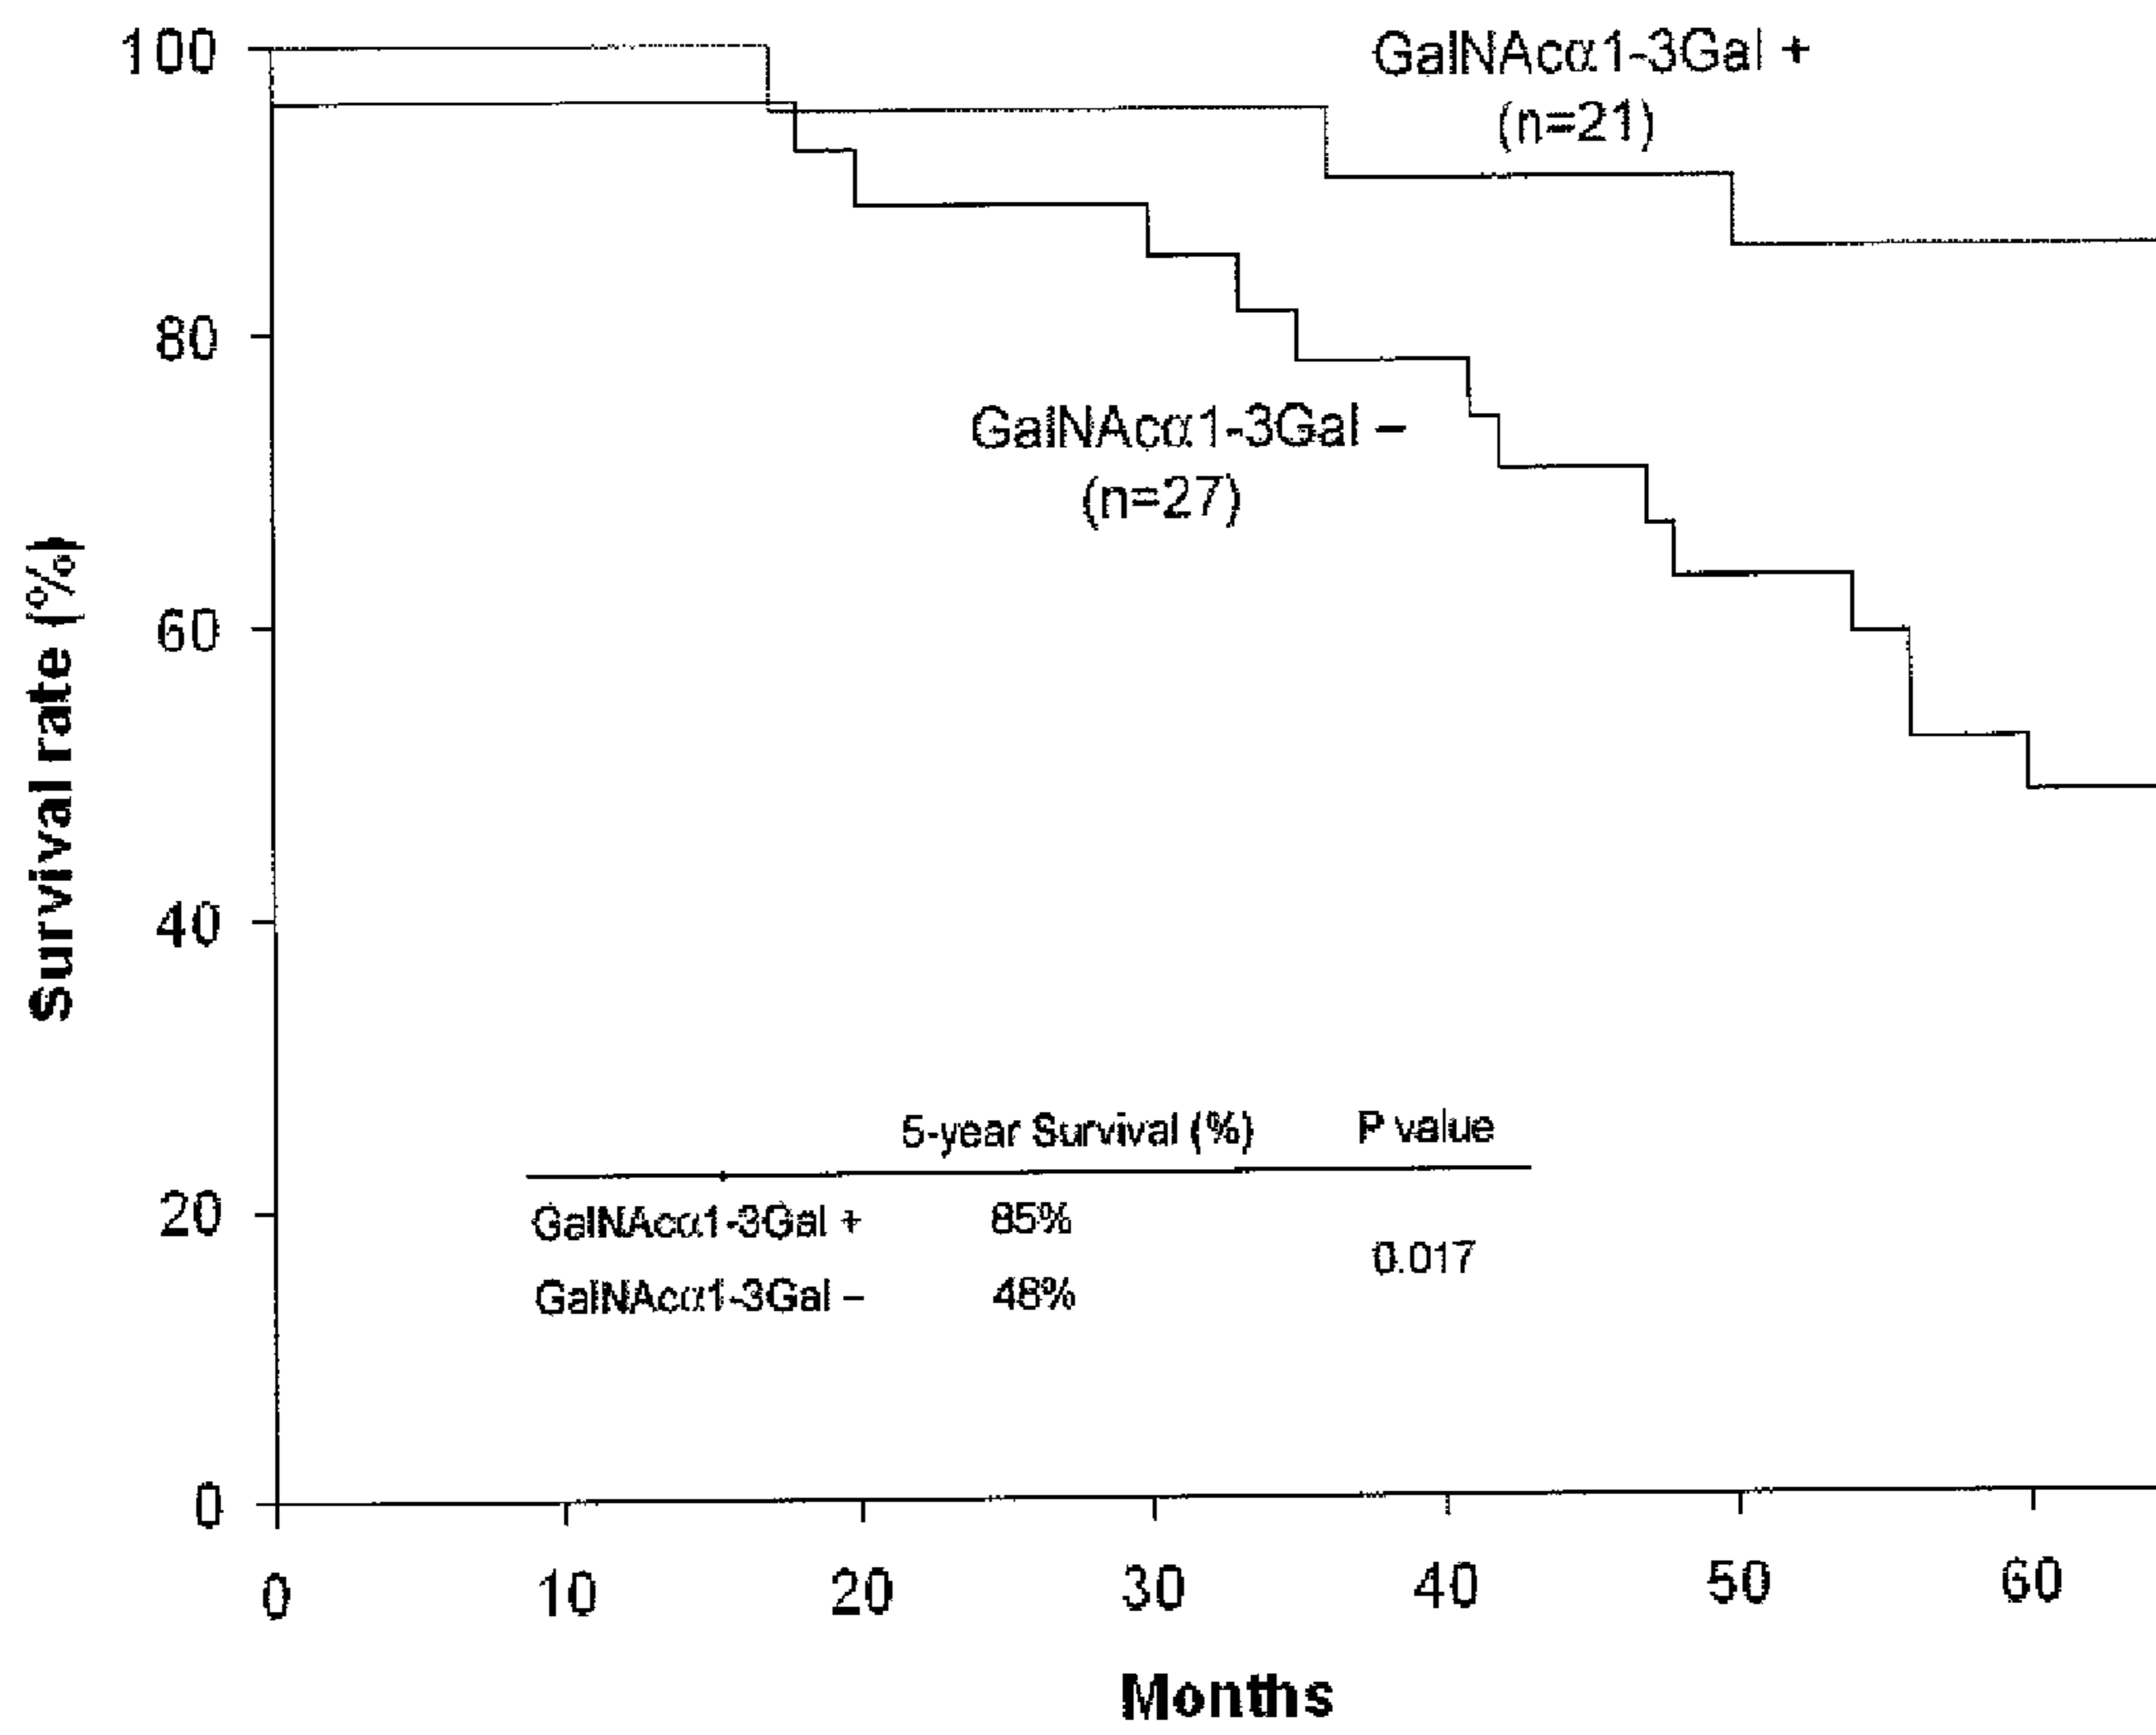 100
GalNAcα1-3Gal +
(n=21)
80
GalNAcα1-3Gal –
(n=27)
60
40
20
0
Survival rate (%)
5-year Survival (%) P value
GalNAcα1-3Gal + 85%
0.017
GalNAcα1-3Gal – 48%
0 10 20 30 40 50 60
Months